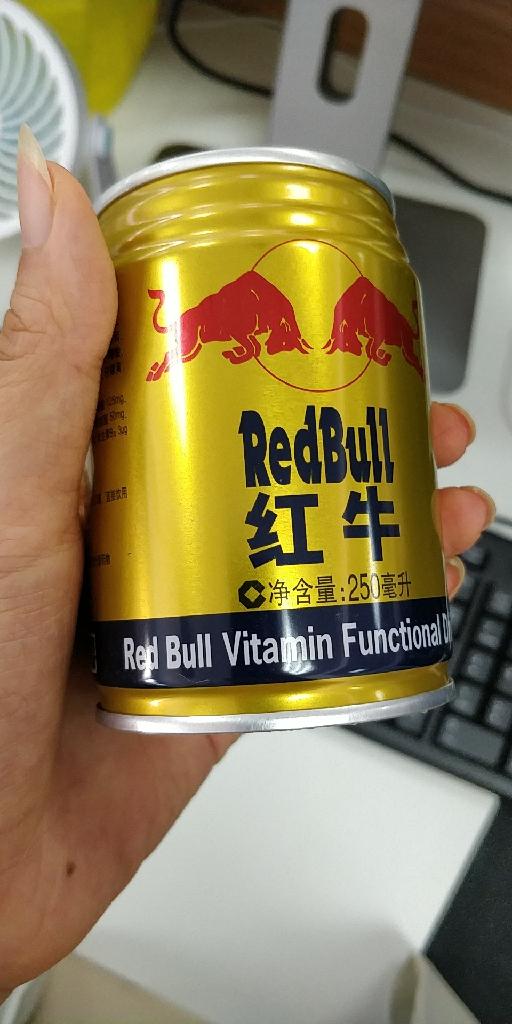 RedBull
红牛
净含量:250毫升
Red Bull Vitamin Functional